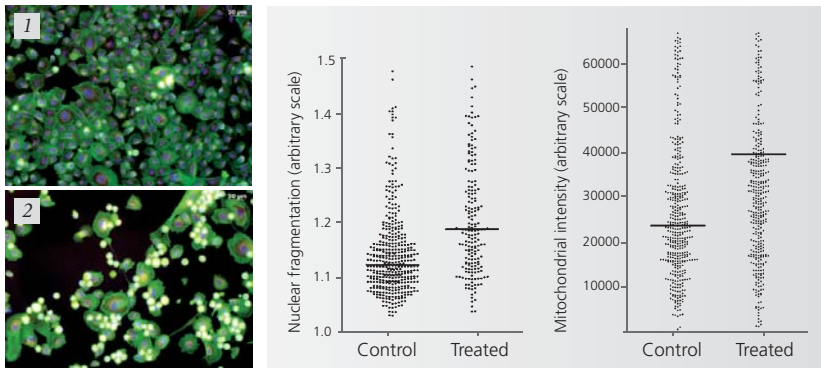 1
2
Nuclear fragmentation (arbitrary scale)
1.5
1.4
1.3
1.2
1.1
1.0
Control
Treated
Mitochondrial intensity (arbitrary scale)
60000
50000
40000
30000
20000
10000
Control
Treated